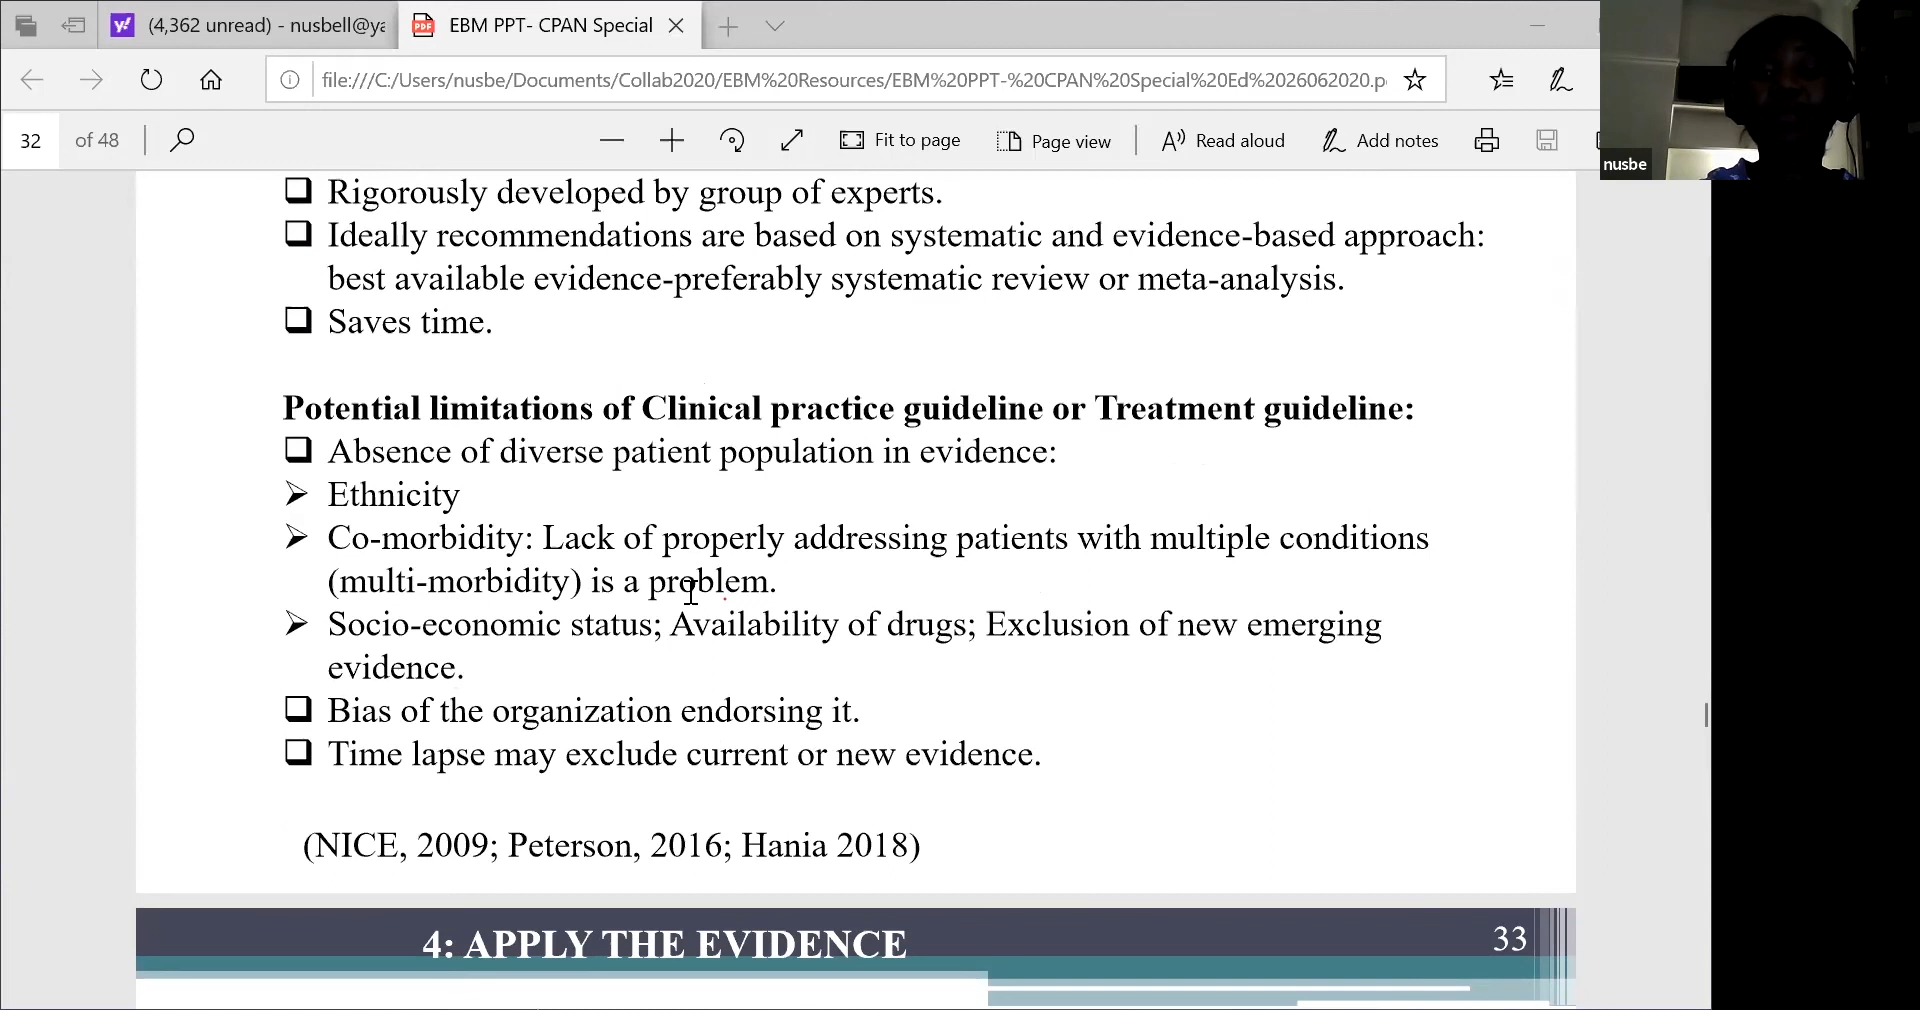 (4,362 unread) - nusbell@ya
EBM PPT- CPAN Special
file:///C:/Users/nusbe/Documents/Collab2020/EBM%20Resources/EBM%20PPT-%20CPAN%20Special%20Ed%2026062020.p
32 of 48
Fit to page
Page view
Read aloud
Add notes
nusbe
Rigorously developed by group of experts.
Ideally recommendations are based on systematic and evidence-based approach:
best available evidence-preferably systematic review or meta-analysis.
Saves time.
Potential limitations of Clinical practice guideline or Treatment guideline:
Absence of diverse patient population in evidence:
Ethnicity
Co-morbidity: Lack of properly addressing patients with multiple conditions
(multi-morbidity) is a problem.
Socio-economic status; Availability of drugs; Exclusion of new emerging
evidence.
Bias of the organization endorsing it.
Time lapse may exclude current or new evidence.
(NICE, 2009; Peterson, 2016; Hania 2018)
4: APPLY THE EVIDENCE
33